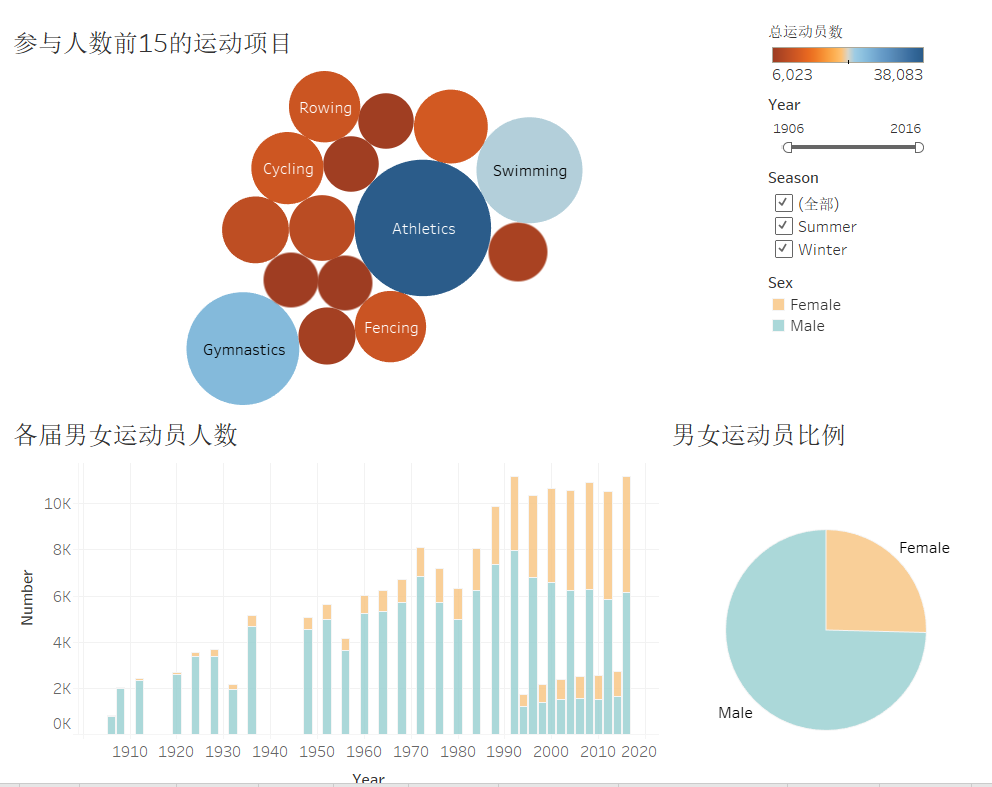 参与人数前15的运动项目
Rowing
Cycling
Swimming
Athletics
Fencing
Gymnastics
总运动员数
6,023 38,083
Year
1906 2016
Season
(全部)
Summer
Winter
Sex
Female
Male
各届男女运动员人数
Number
10K
8K
6K
4K
2K
0K
1910 1920 1930 1940 1950 1960 1970 1980 1990 2000 2010 2020
Year
男女运动员比例
Female
Male